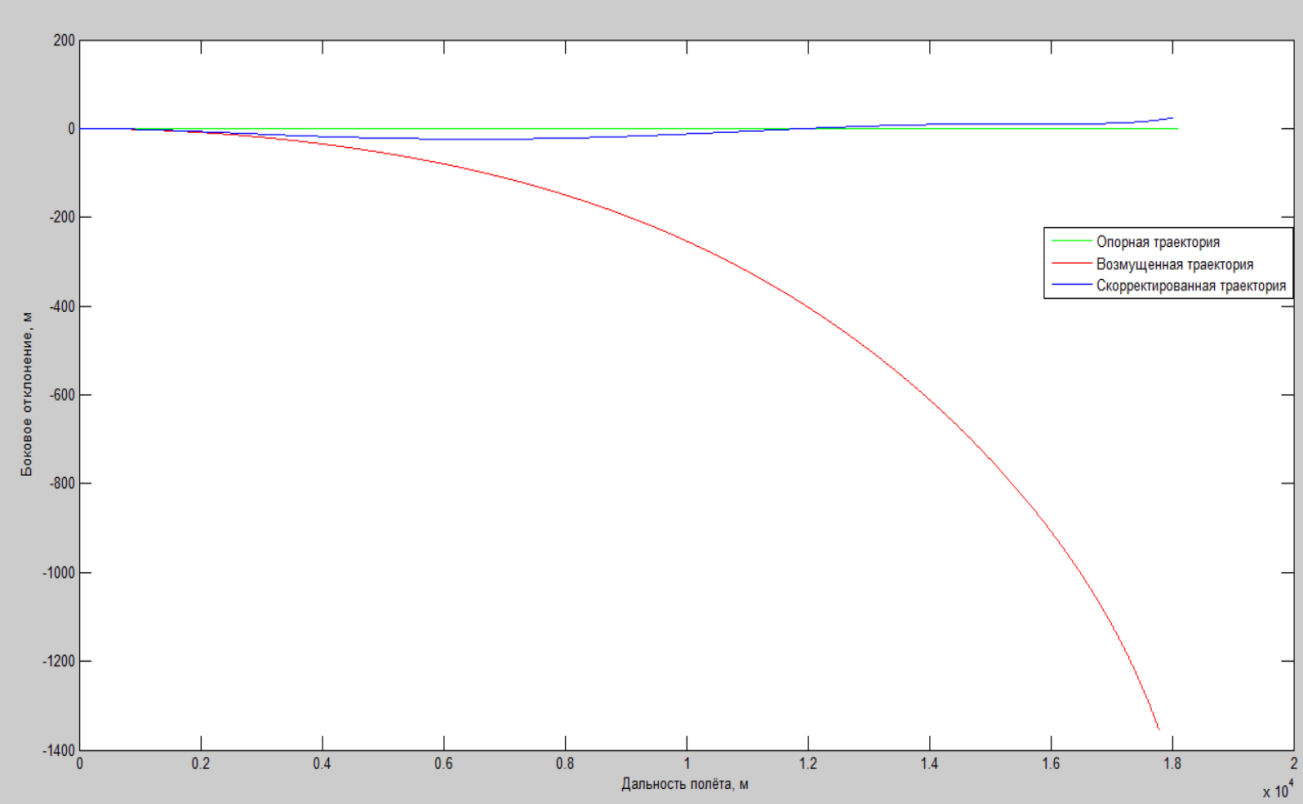 200
0
-200
-400
-600
-800
-1000
-1200
-1400
Боковое отклонение, м
Опорная траектория
Возмущенная траектория
Скорректированная траектория
0 0.2 0.4 0.6 0.8 1 1.2 1.4 1.6 1.8 2
Дальность полёта, м
x 10⁴